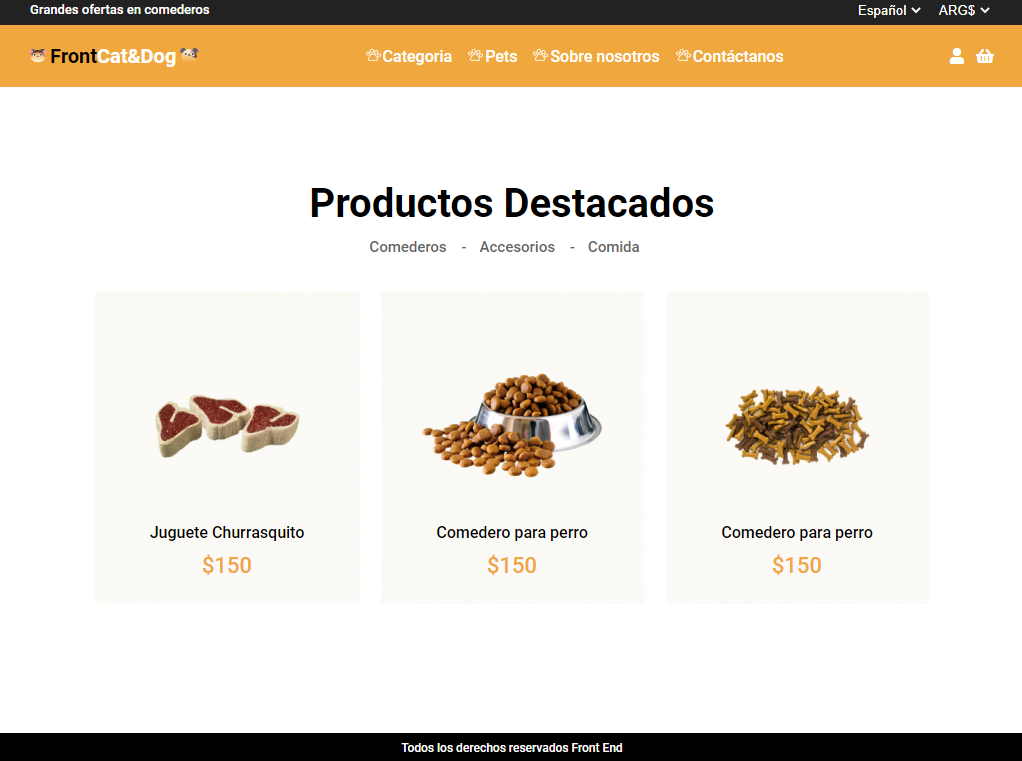 Grandes ofertas en comederos
Español ARG$
FrontCat&Dog Categoria Pets Sobre nosotros Contáctanos
Productos Destacados
Comederos - Accesorios - Comida
Juguete Churrasquito
$150
Comedero para perro
$150
Comedero para perro
$150
Todos los derechos reservados Front End